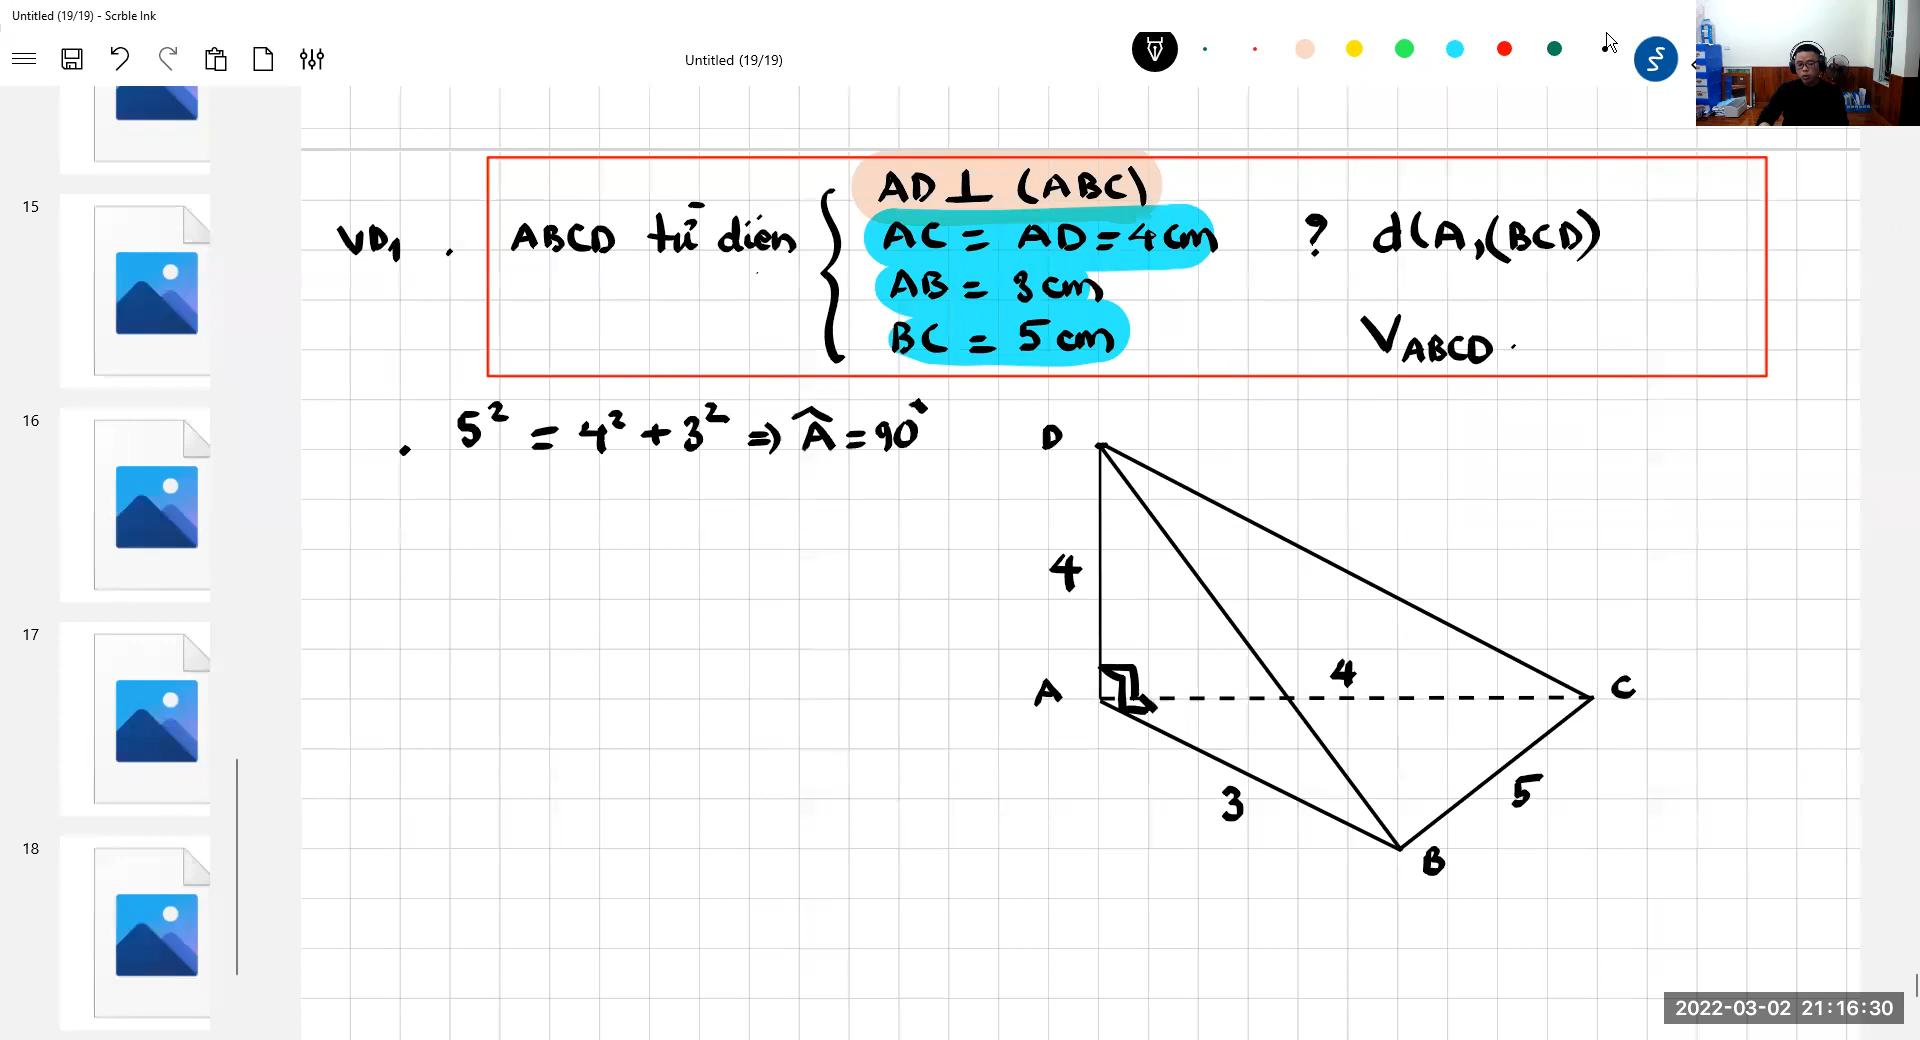 Untitled (19/19) - Scrble Ink
Untitled (19/19)
15
16
17
18
VD1 . ABCD tứ diện
AD ⊥ (ABC)
AC = AD = 4cm
AB = 3cm
BC = 5cm
? d(A,(BCD)
V_ABCD .
. 5² = 4² + 3² => Â = 90°
D
4
A
4
C
3
5
B
2022-03-02 21:16:30